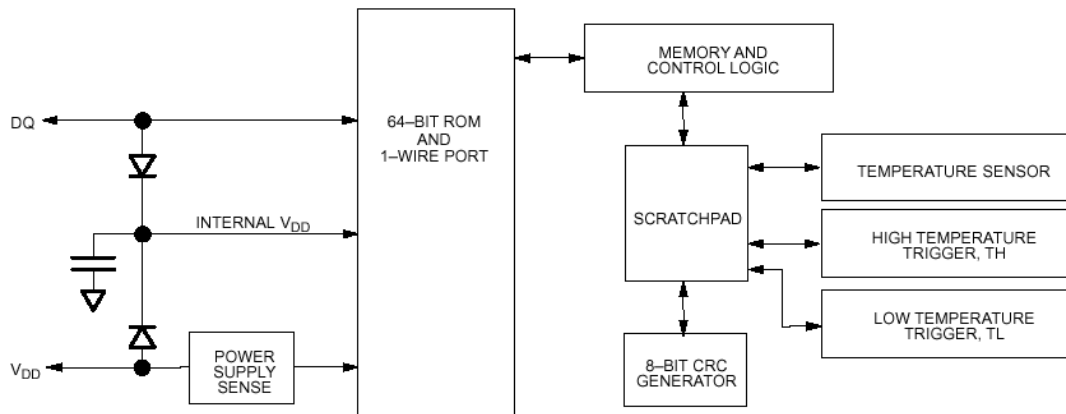 DQ
INTERNAL VDD
VDD
POWER
SUPPLY
SENSE
64–BIT ROM
AND
1–WIRE PORT
MEMORY AND
CONTROL LOGIC
SCRATCHPAD
8–BIT CRC
GENERATOR
TEMPERATURE SENSOR
HIGH TEMPERATURE
TRIGGER, TH
LOW TEMPERATURE
TRIGGER, TL